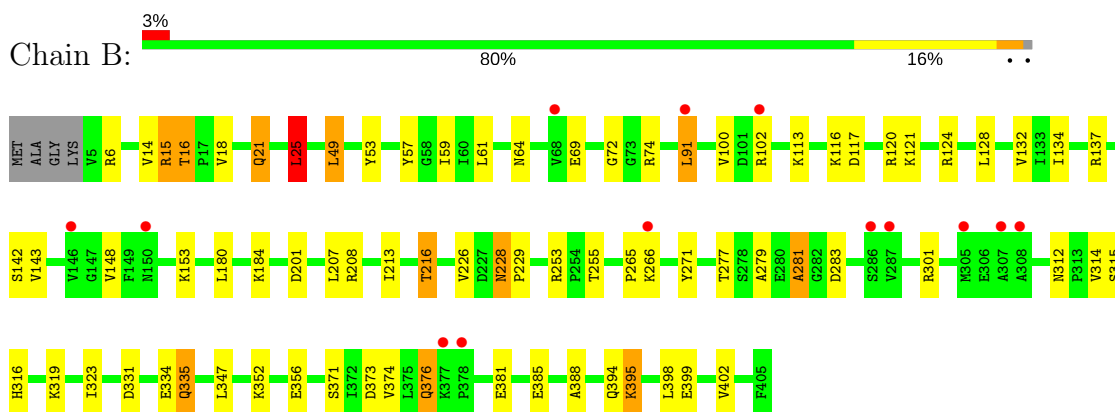 3%
Chain B:
80% 16% • •
MET ALA GLY LYS V5 R6 V14 R15 T16 P17 V18 Q21 L25 L49 Y53 Y57 G58 I59 I60 L61 N64 V68 E69 G72 G73 R74 L91 V100 D101 R102 K113 K116 D117 R120 K121 R124 L128 V132 I133 I134 R137
S142 V143 V146 G147 V148 F149 N150 K153 L180 K184 D201 L207 R208 I213 T216 V226 D227 N228 P229 R253 P254 T255 P265 K266 Y271 T277 S278 A279 E280 A281 G282 D283 S286 V287 R301 M305 E306 A307 A308 N312 P313 V314 S315
H316 K319 I323 D331 E334 Q335 L347 K352 E356 S371 I372 D373 V374 L375 Q376 K377 P378 E381 E385 A388 Q394 K395 L398 E399 V402 F405